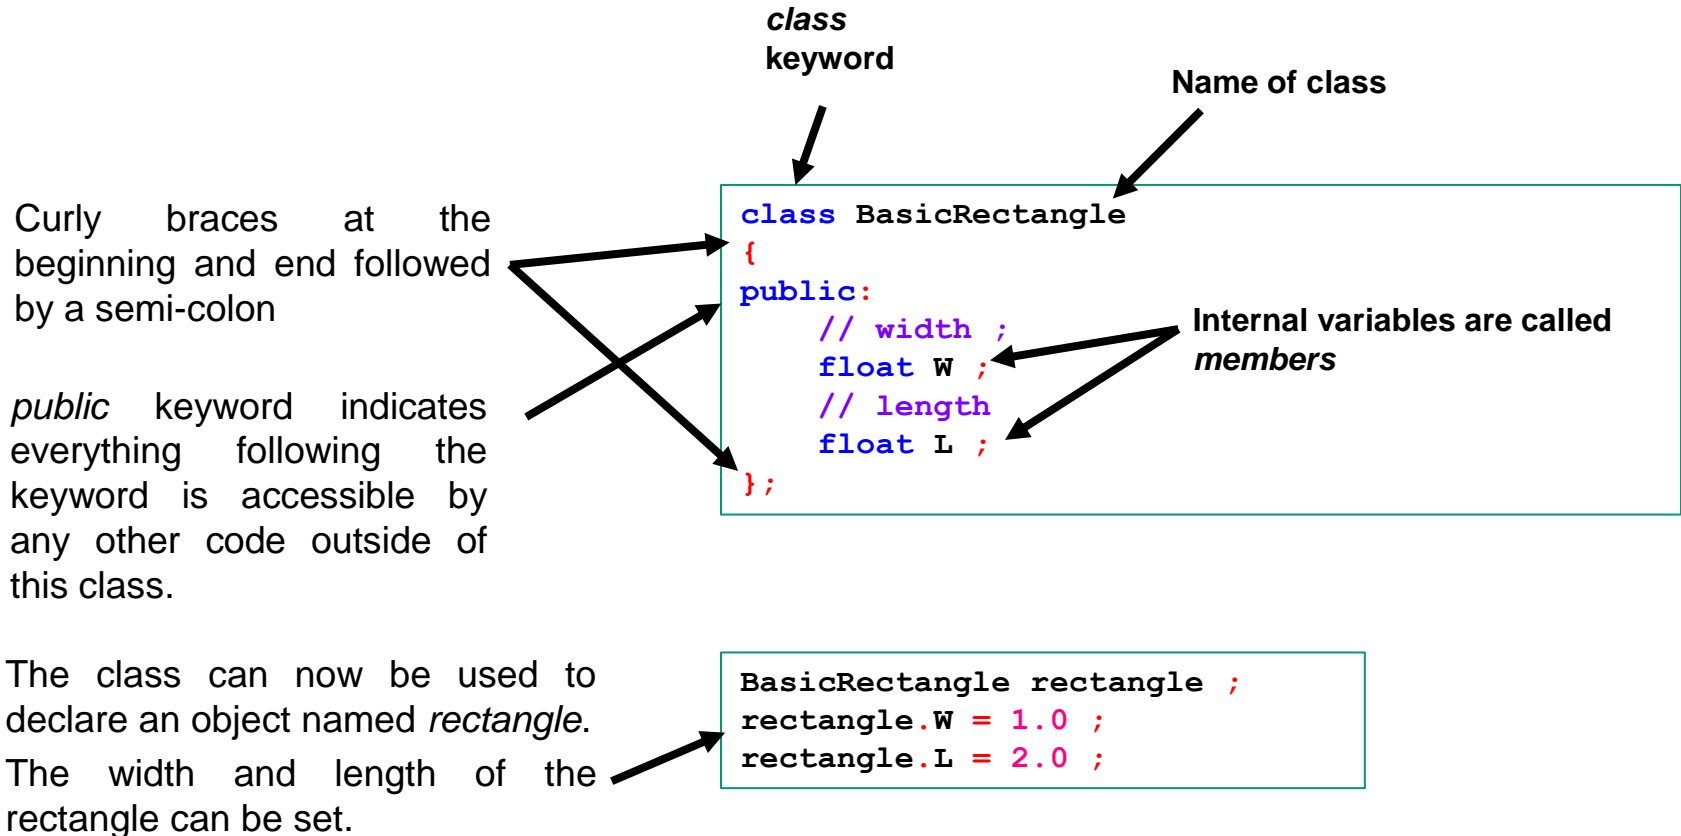 class
keyword
Name of class
Curly braces at the
beginning and end followed
by a semi-colon
public keyword indicates
everything following the
keyword is accessible by
any other code outside of
this class.
class BasicRectangle
{
public:
// width ;
float W ;
// length
float L ;
};
Internal variables are called
members
The class can now be used to
declare an object named rectangle.
The width and length of the
rectangle can be set.
BasicRectangle rectangle ;
rectangle.W = 1.0 ;
rectangle.L = 2.0 ;